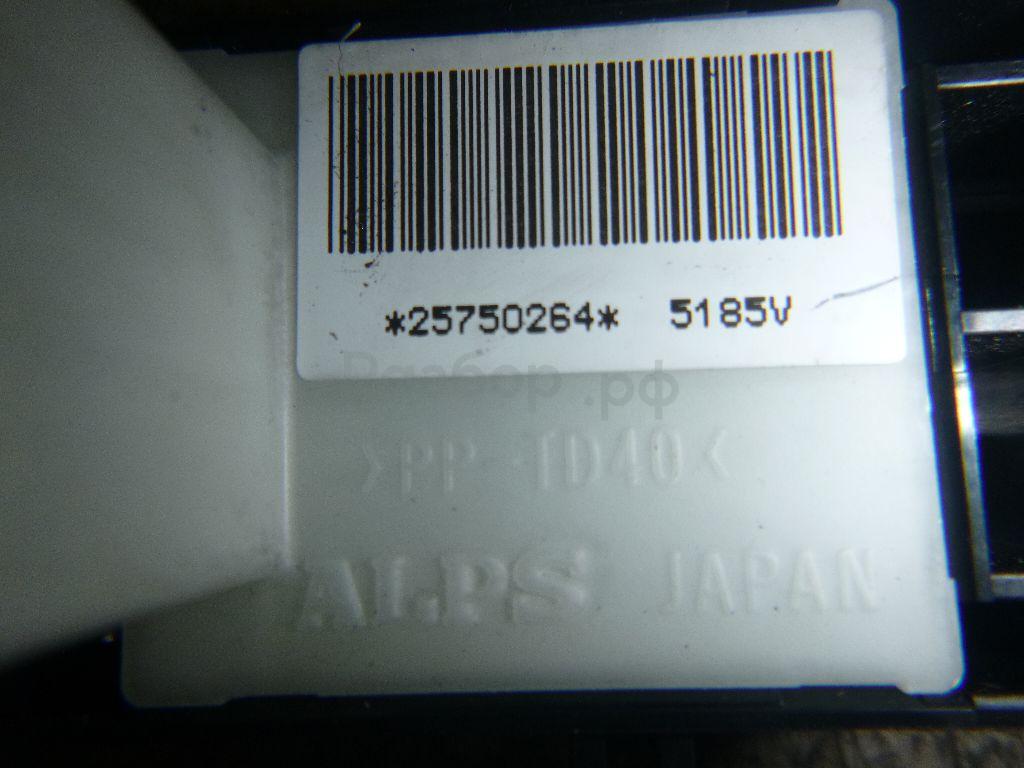 *25750264* 5185V
Разбор.рф
>PP-TD40<
ALPS JAPAN